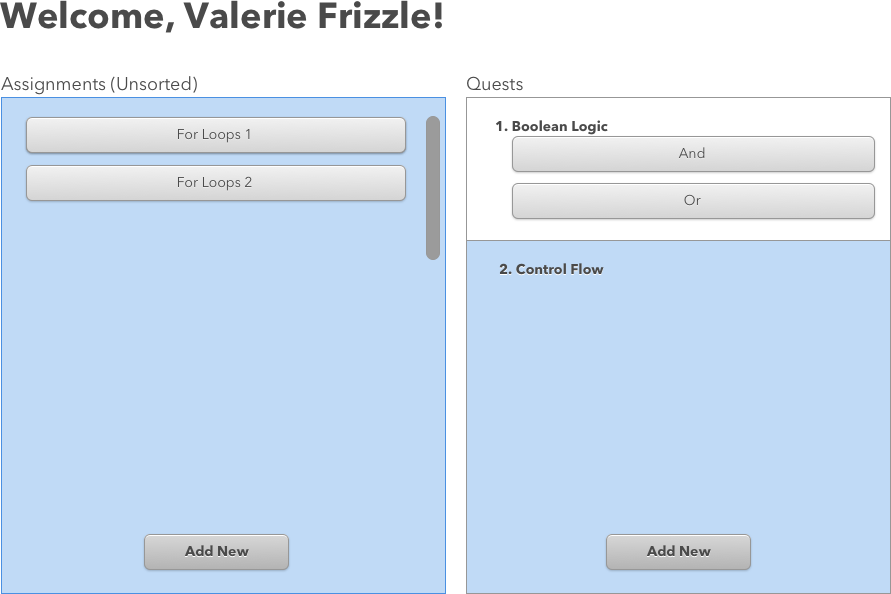 Welcome, Valerie Frizzle!
Assignments (Unsorted)
For Loops 1
For Loops 2
Add New
Quests
1. Boolean Logic
And
Or
2. Control Flow
Add New